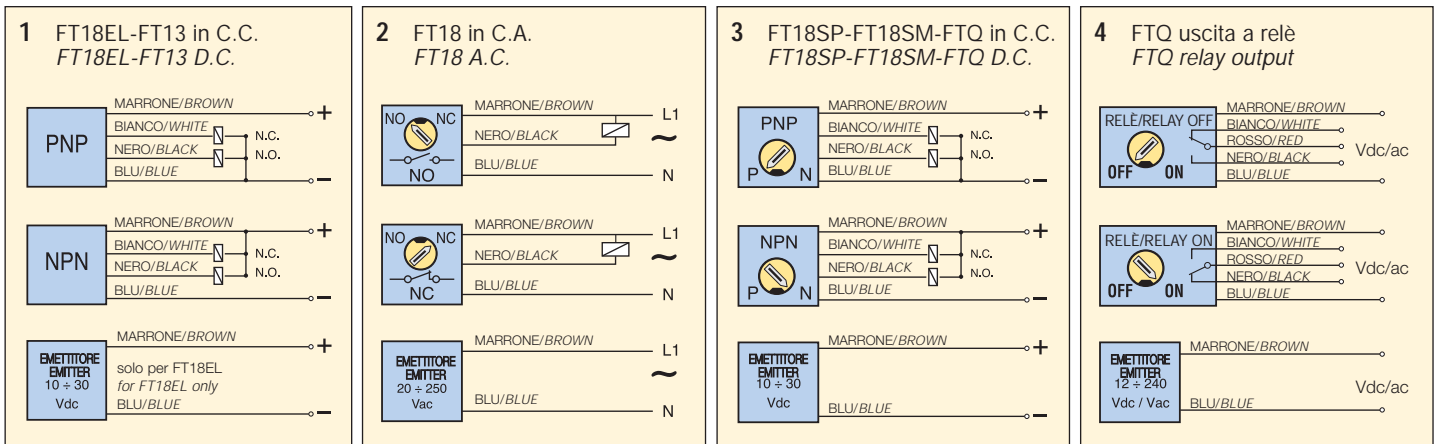 1 FT18EL-FT13 in C.C.
FT18EL-FT13 D.C.
PNP
MARRONE/BROWN
+
BIANCO/WHITE
N.C.
NERO/BLACK
N.O.
BLU/BLUE
−
NPN
MARRONE/BROWN
+
BIANCO/WHITE
N.C.
NERO/BLACK
N.O.
BLU/BLUE
−
EMETTITORE
EMITTER
10 ÷ 30
Vdc
MARRONE/BROWN
+
solo per FT18EL
for FT18EL only
BLU/BLUE
−
2 FT18 in C.A.
FT18 A.C.
NO NC
NO
MARRONE/BROWN
L1
NERO/BLACK
~
BLU/BLUE
N
NO NC
NC
MARRONE/BROWN
L1
NERO/BLACK
~
BLU/BLUE
N
EMETTITORE
EMITTER
20 ÷ 250
Vac
MARRONE/BROWN
L1
~
BLU/BLUE
N
3 FT18SP-FT18SM-FTQ in C.C.
FT18SP-FT18SM-FTQ D.C.
PNP
P N
MARRONE/BROWN
+
BIANCO/WHITE
N.C.
NERO/BLACK
N.O.
BLU/BLUE
−
NPN
P N
MARRONE/BROWN
+
BIANCO/WHITE
N.C.
NERO/BLACK
N.O.
BLU/BLUE
−
EMETTITORE
EMITTER
10 ÷ 30
Vdc
MARRONE/BROWN
+
BLU/BLUE
−
4 FTQ uscita a relè
FTQ relay output
RELÈ/RELAY OFF
OFF ON
MARRONE/BROWN
BIANCO/WHITE
ROSSO/RED
Vdc/ac
NERO/BLACK
BLU/BLUE
RELÈ/RELAY ON
OFF ON
MARRONE/BROWN
BIANCO/WHITE
ROSSO/RED
Vdc/ac
NERO/BLACK
BLU/BLUE
EMETTITORE
EMITTER
12 ÷ 240
Vdc / Vac
MARRONE/BROWN
Vdc/ac
BLU/BLUE